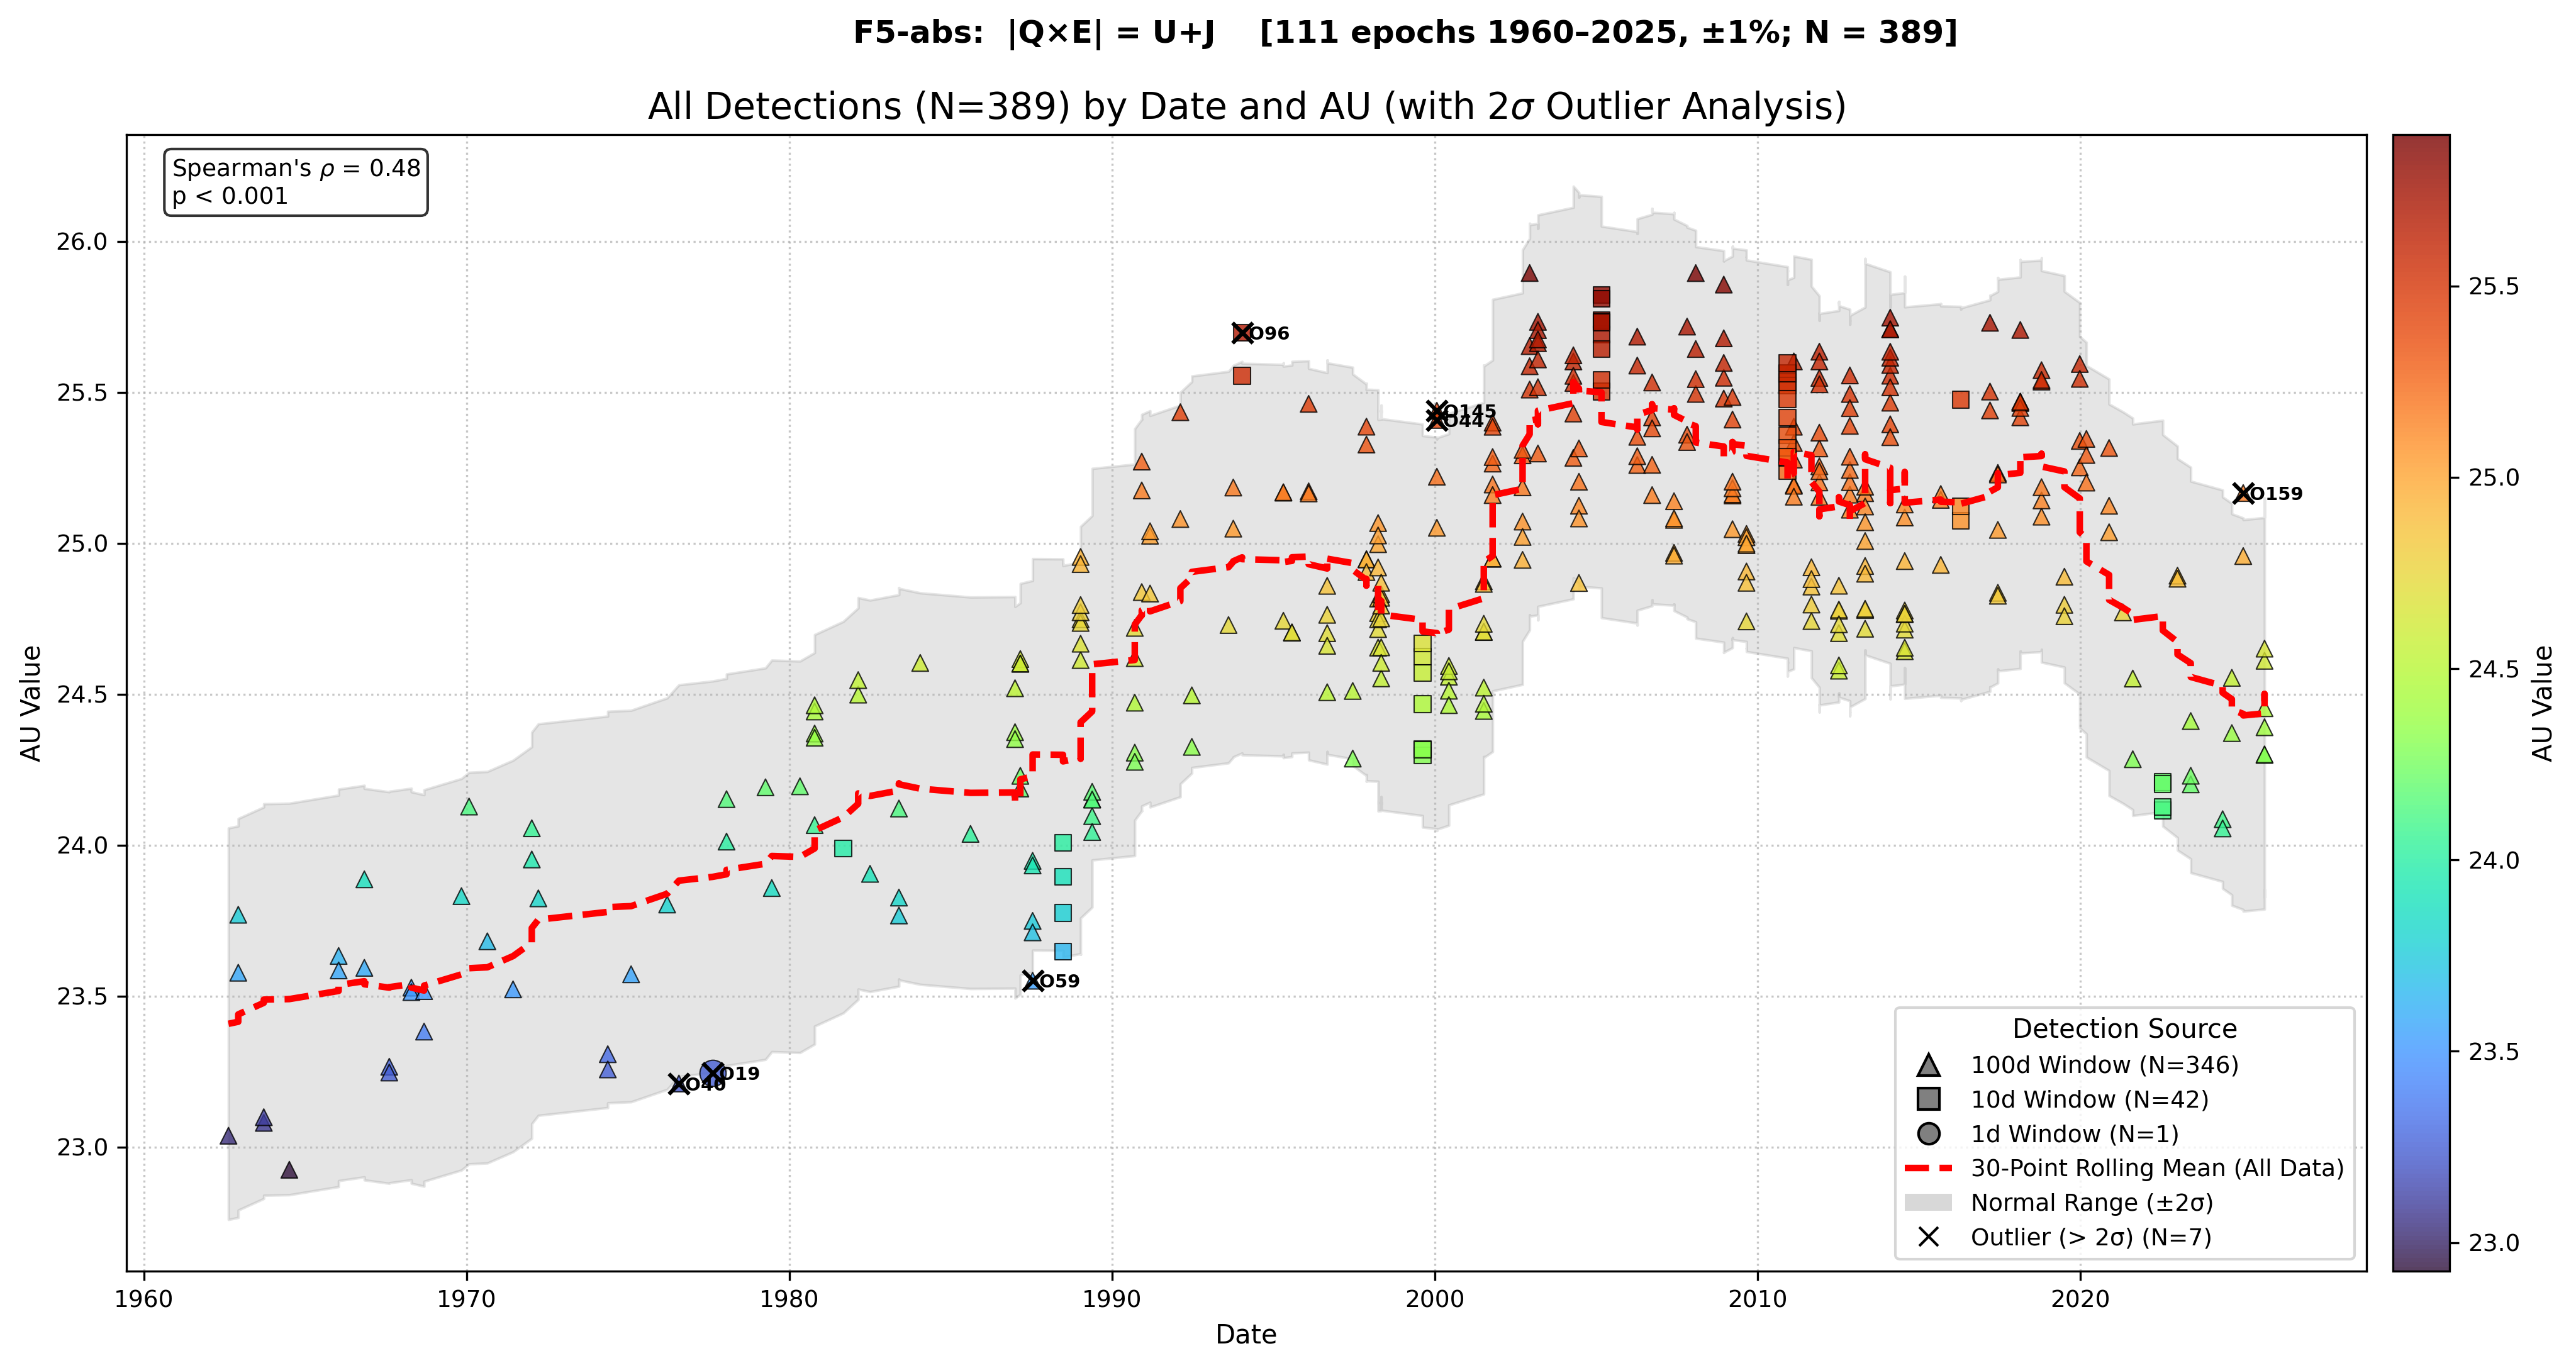 F5-abs:  |Q×E| = U+J    [111 epochs 1960–2025, ±1%; N = 389]
All Detections (N=389) by Date and AU (with 2σ Outlier Analysis)
Spearman's ρ = 0.48
p < 0.001
26.0
25.5
25.0
24.5
24.0
23.5
23.0
AU Value
O96
O145
O44
O159
O59
O40
O19
Detection Source
100d Window (N=346)
10d Window (N=42)
1d Window (N=1)
30-Point Rolling Mean (All Data)
Normal Range (±2σ)
Outlier (> 2σ) (N=7)
1960
1970
1980
1990
2000
2010
2020
Date
25.5
25.0
24.5
24.0
23.5
23.0
AU Value